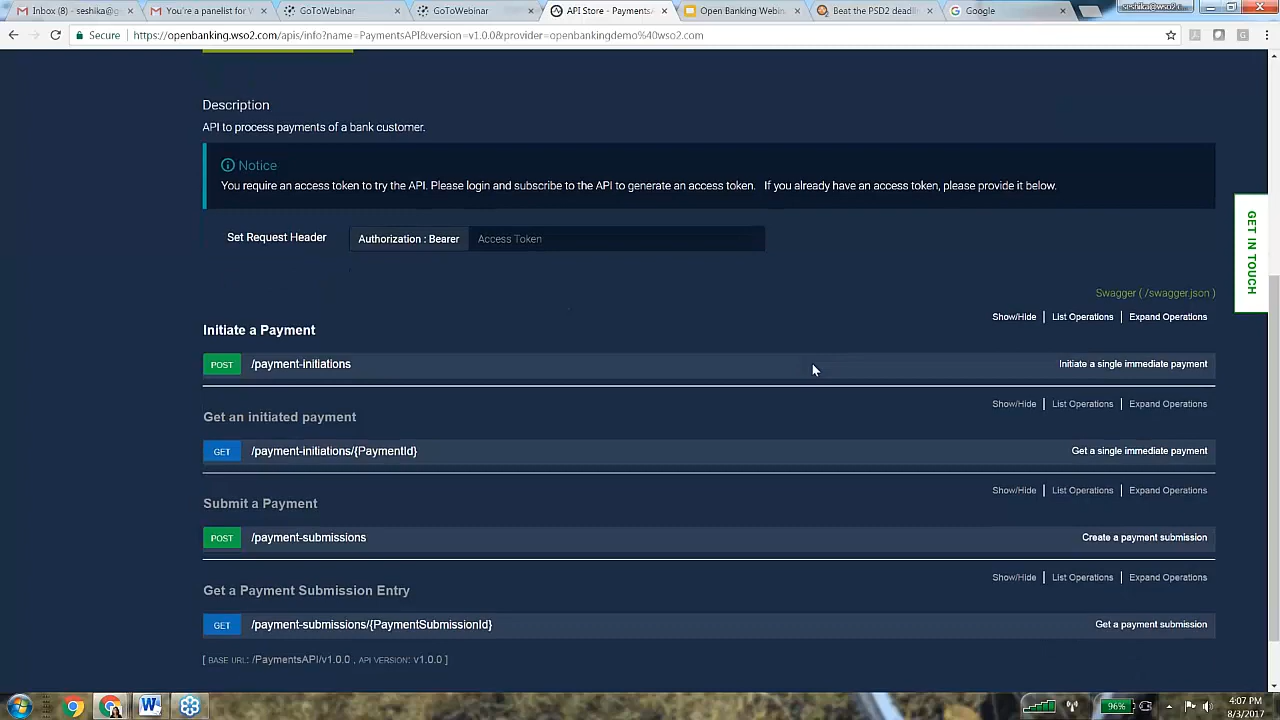 Inbox (8) - seshika@wso2.
You're a panelist for
GoToWebinar
GoToWebinar
API Store - Payments
Open Banking Webin
Beat the PSD2 deadl
Google
seshika@wso2.
Secure
https://openbanking.wso2.com/apis/info?name=PaymentsAPI&version=v1.0.0&provider=openbankingdemo%40wso2.com
Description
API to process payments of a bank customer.
Notice
You require an access token to try the API. Please login and subscribe to the API to generate an access token. If you already have an access token, please provide it below.
Set Request Header
Authorization : Bearer
Access Token
GET IN TOUCH
Swagger ( /swagger.json )
Show/Hide List Operations Expand Operations
Initiate a Payment
POST /payment-initiations Initiate a single immediate payment
Show/Hide List Operations Expand Operations
Get an initiated payment
GET /payment-initiations/{PaymentId} Get a single immediate payment
Show/Hide List Operations Expand Operations
Submit a Payment
POST /payment-submissions Create a payment submission
Show/Hide List Operations Expand Operations
Get a Payment Submission Entry
GET /payment-submissions/{PaymentSubmissionId} Get a payment submission
[ BASE URL: /PaymentsAPI/v1.0.0 , API VERSION: v1.0.0 ]
96%
4:07 PM
8/3/2017